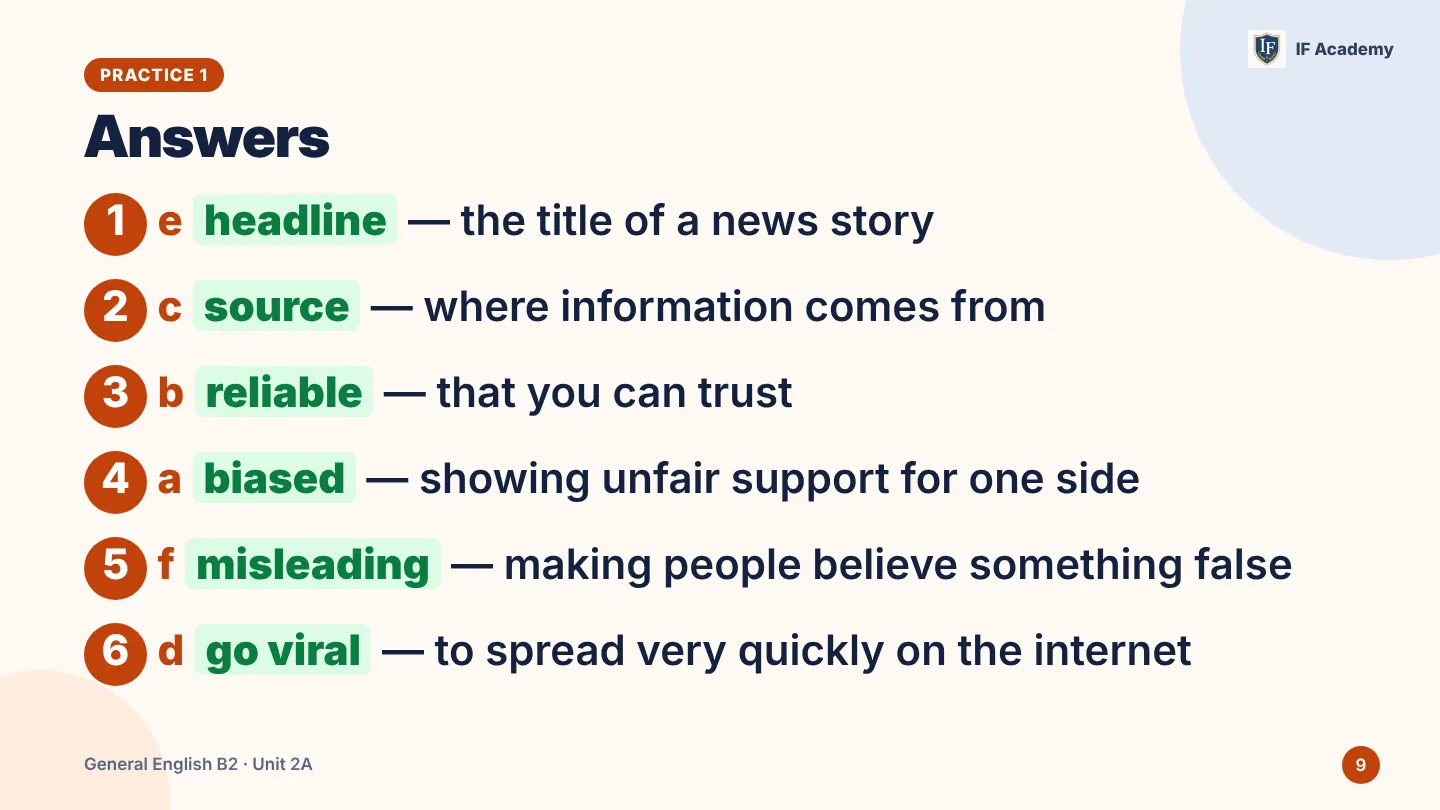 IF
IF Academy
PRACTICE 1
Answers
1 e headline — the title of a news story
2 c source — where information comes from
3 b reliable — that you can trust
4 a biased — showing unfair support for one side
5 f misleading — making people believe something false
6 d go viral — to spread very quickly on the internet
General English B2 · Unit 2A
9